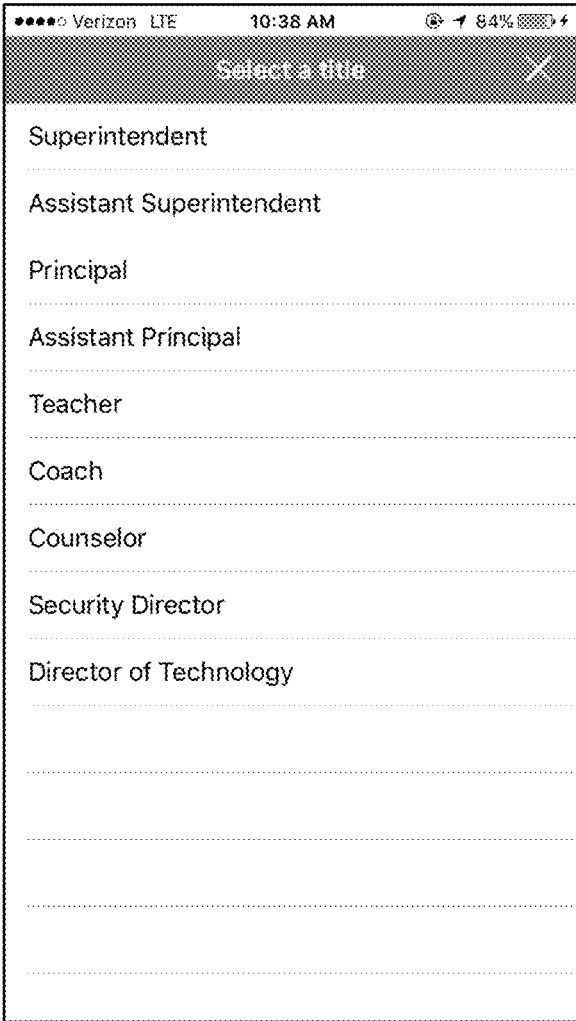 Verizon LTE 10:38 AM 84%
Select a title
Superintendent
Assistant Superintendent
Principal
Assistant Principal
Teacher
Coach
Counselor
Security Director
Director of Technology